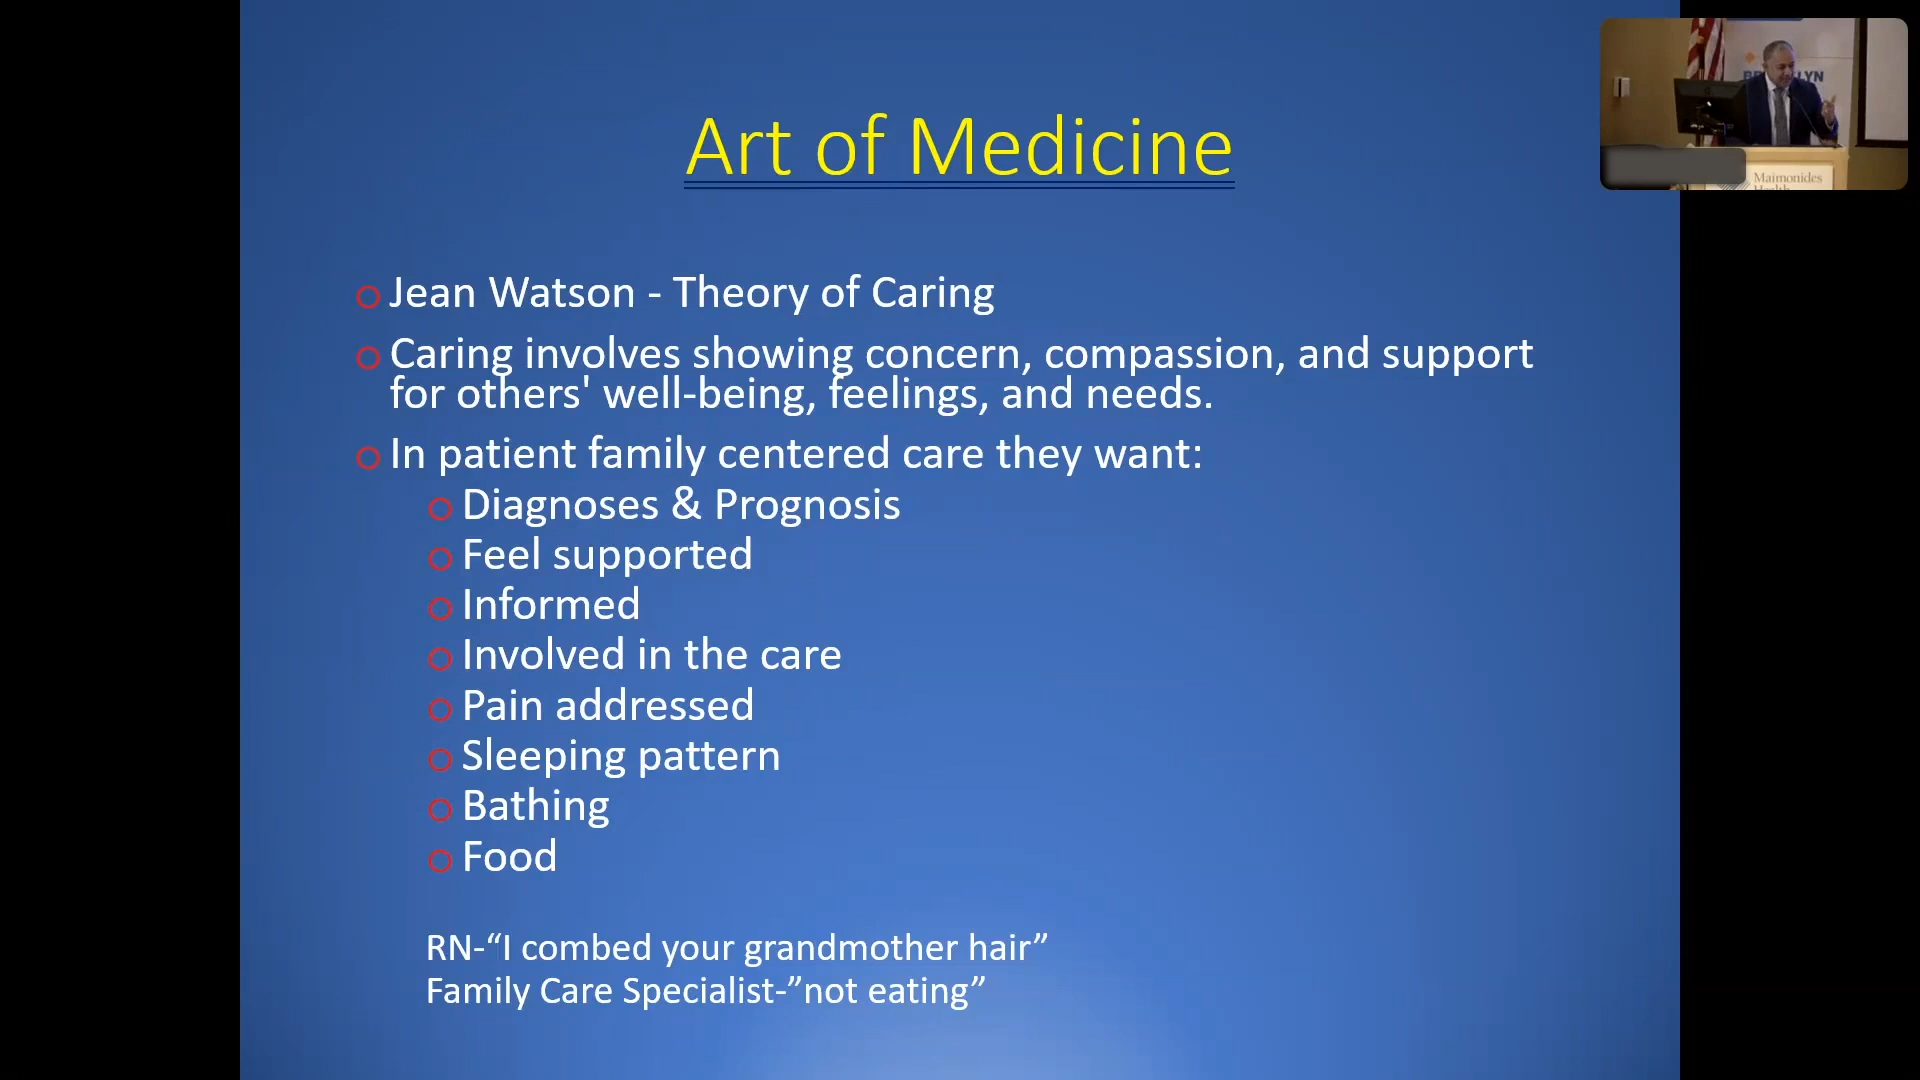 Art of Medicine
Jean Watson - Theory of Caring
Caring involves showing concern, compassion, and support
for others' well-being, feelings, and needs.
In patient family centered care they want:
Diagnoses & Prognosis
Feel supported
Informed
Involved in the care
Pain addressed
Sleeping pattern
Bathing
Food
RN-“I combed your grandmother hair”
Family Care Specialist-”not eating”
Maimonides
Health